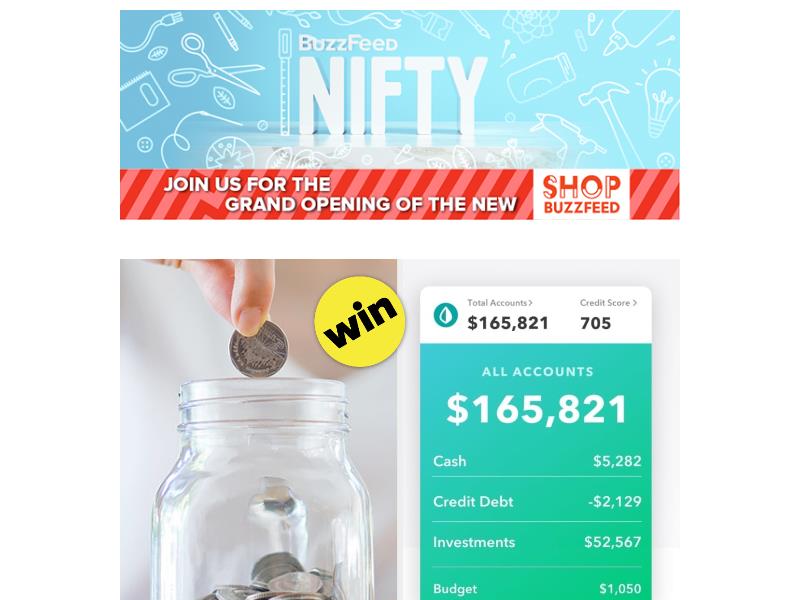 BuzzFeed
NIFTY
JOIN US FOR THE
GRAND OPENING OF THE NEW
SHOP
BUZZFEED
win
Total Accounts >
Credit Score >
$165,821
705
ALL ACCOUNTS
$165,821
Cash
$5,282
Credit Debt
-$2,129
Investments
$52,567
Budget
$1,050